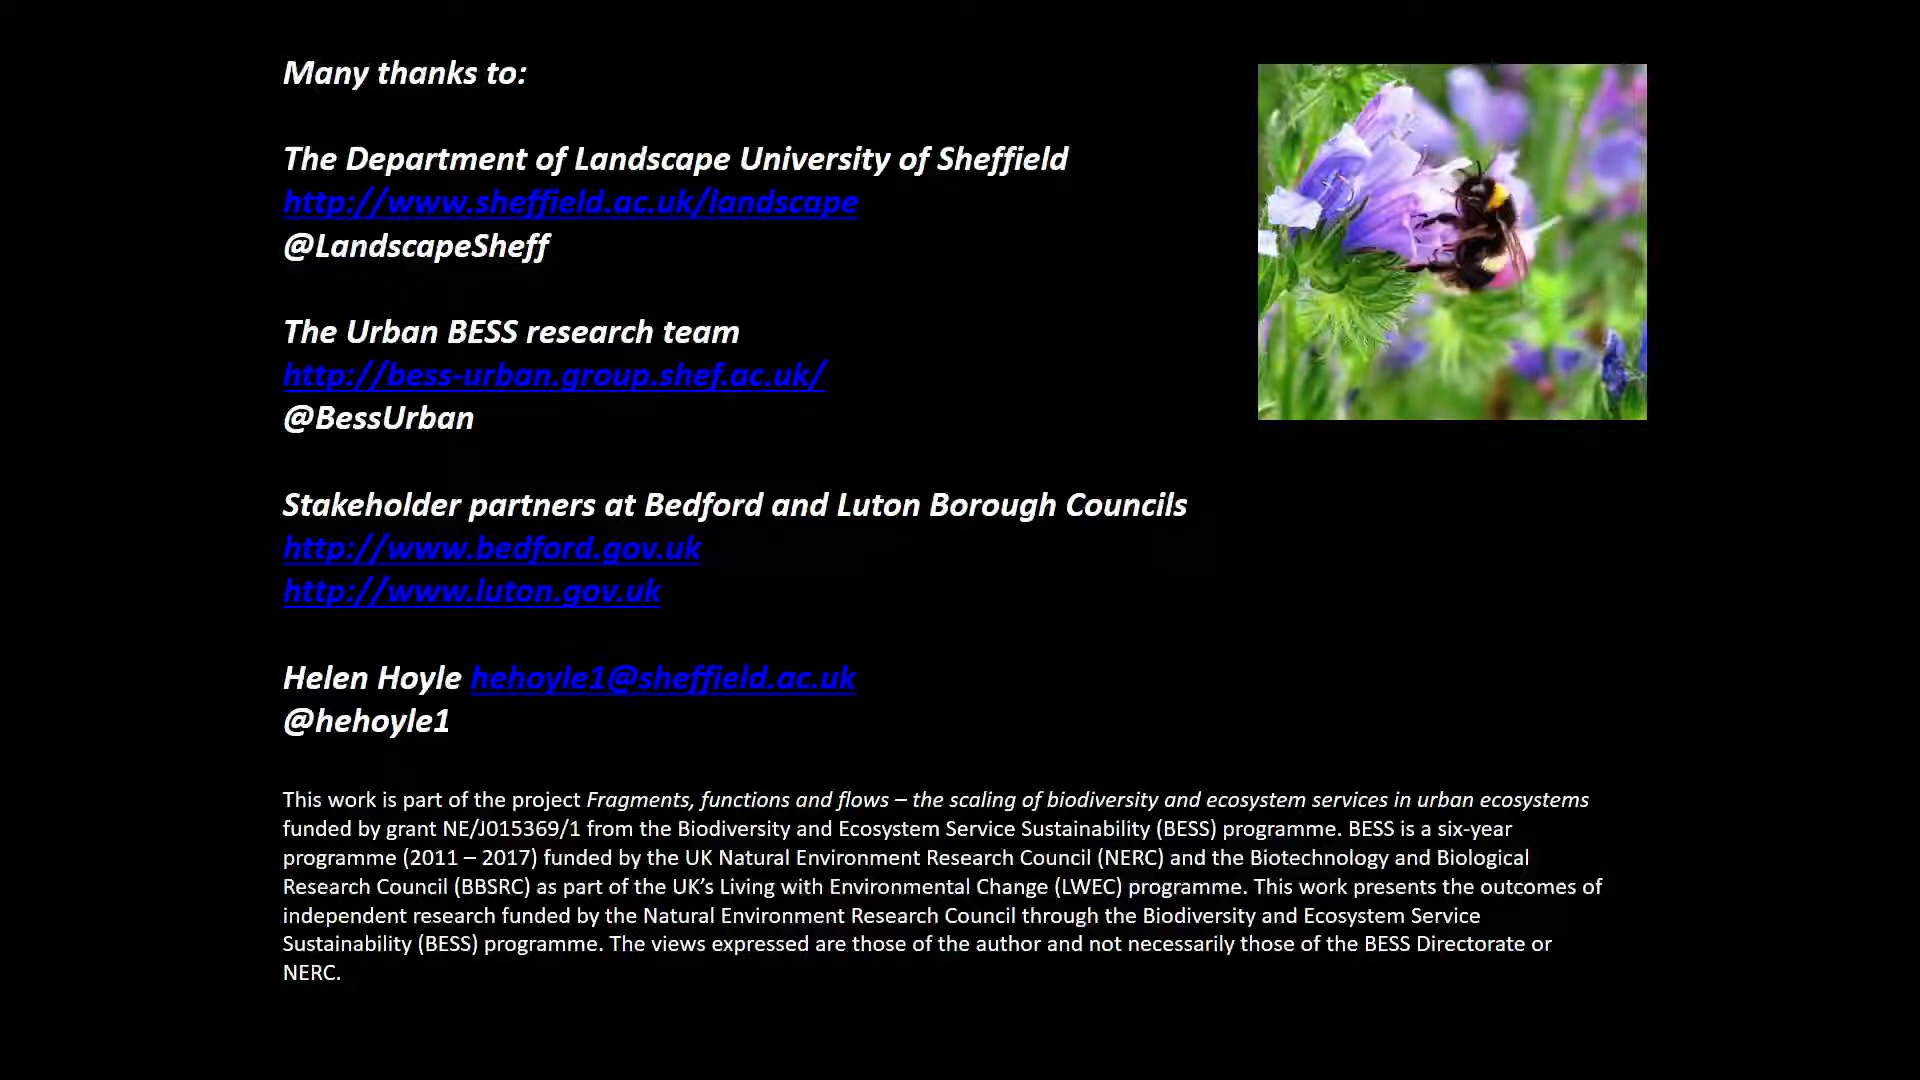 Many thanks to:
The Department of Landscape University of Sheffield
http://www.sheffield.ac.uk/landscape
@LandscapeSheff
The Urban BESS research team
http://bess-urban.group.shef.ac.uk/
@BessUrban
Stakeholder partners at Bedford and Luton Borough Councils
http://www.bedford.gov.uk
http://www.luton.gov.uk
Helen Hoyle hehoyle1@sheffield.ac.uk
@hehoyle1
This work is part of the project Fragments, functions and flows – the scaling of biodiversity and ecosystem services in urban ecosystems
funded by grant NE/J015369/1 from the Biodiversity and Ecosystem Service Sustainability (BESS) programme. BESS is a six-year
programme (2011 – 2017) funded by the UK Natural Environment Research Council (NERC) and the Biotechnology and Biological
Research Council (BBSRC) as part of the UK’s Living with Environmental Change (LWEC) programme. This work presents the outcomes of
independent research funded by the Natural Environment Research Council through the Biodiversity and Ecosystem Service
Sustainability (BESS) programme. The views expressed are those of the author and not necessarily those of the BESS Directorate or
NERC.